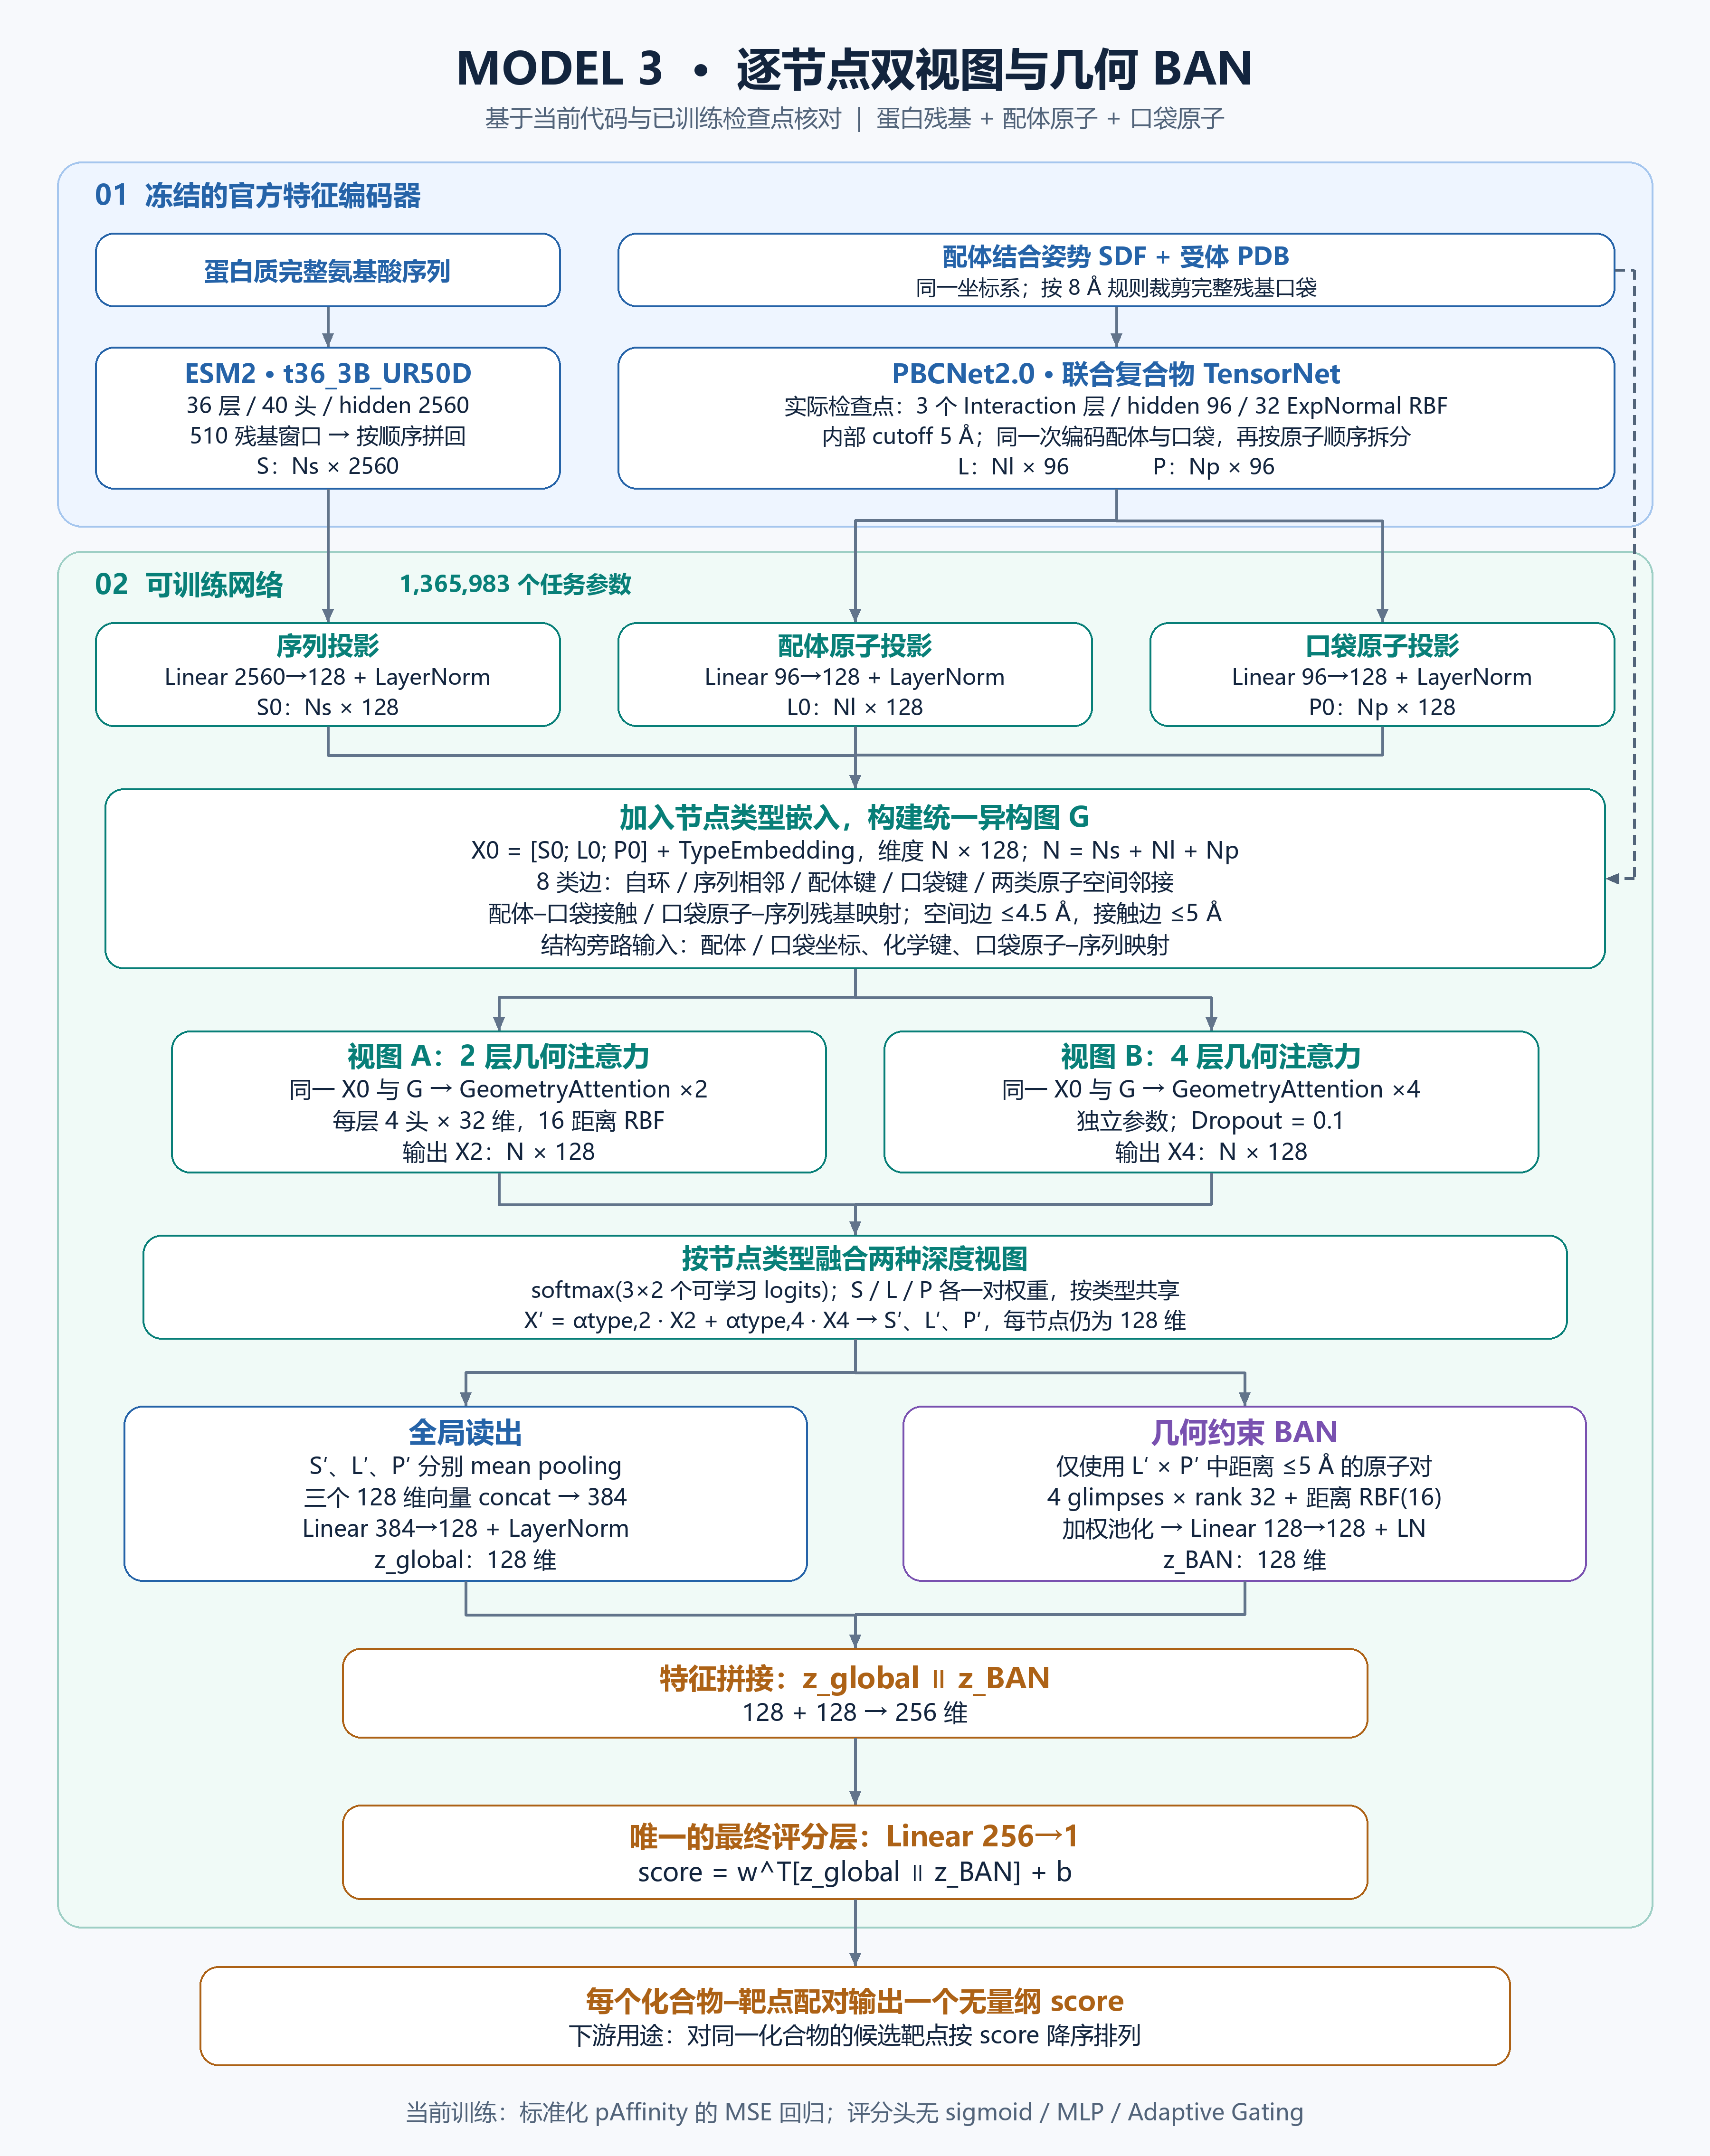 MODEL 3 • 逐节点双视图与几何 BAN
基于当前代码与已训练检查点核对 | 蛋白残基 + 配体原子 + 口袋原子
01 冻结的官方特征编码器
蛋白质完整氨基酸序列
配体结合姿势 SDF + 受体 PDB
同一坐标系；按 8 Å 规则裁剪完整残基口袋
ESM2 • t36_3B_UR50D
36 层 / 40 头 / hidden 2560
510 残基窗口 → 按顺序拼回
S：Ns × 2560
PBCNet2.0 • 联合复合物 TensorNet
实际检查点：3 个 Interaction 层 / hidden 96 / 32 ExpNormal RBF
内部 cutoff 5 Å；同一次编码配体与口袋，再按原子顺序拆分
L：Nl × 96 P：Np × 96
02 可训练网络 1,365,983 个任务参数
序列投影
Linear 2560→128 + LayerNorm
S0：Ns × 128
配体原子投影
Linear 96→128 + LayerNorm
L0：Nl × 128
口袋原子投影
Linear 96→128 + LayerNorm
P0：Np × 128
加入节点类型嵌入，构建统一异构图 G
X0 = [S0; L0; P0] + TypeEmbedding，维度 N × 128；N = Ns + Nl + Np
8 类边：自环 / 序列相邻 / 配体键 / 口袋键 / 两类原子空间邻接
配体–口袋接触 / 口袋原子–序列残基映射；空间边 ≤4.5 Å，接触边 ≤5 Å
结构旁路输入：配体 / 口袋坐标、化学键、口袋原子–序列映射
视图 A：2 层几何注意力
同一 X0 与 G → GeometryAttention ×2
每层 4 头 × 32 维，16 距离 RBF
输出 X2：N × 128
视图 B：4 层几何注意力
同一 X0 与 G → GeometryAttention ×4
独立参数；Dropout = 0.1
输出 X4：N × 128
按节点类型融合两种深度视图
softmax(3×2 个可学习 logits)；S / L / P 各一对权重，按类型共享
X′ = αtype,2 · X2 + αtype,4 · X4 → S′、L′、P′，每节点仍为 128 维
全局读出
S′、L′、P′ 分别 mean pooling
三个 128 维向量 concat → 384
Linear 384→128 + LayerNorm
z_global：128 维
几何约束 BAN
仅使用 L′ × P′ 中距离 ≤5 Å 的原子对
4 glimpses × rank 32 + 距离 RBF(16)
加权池化 → Linear 128→128 + LN
z_BAN：128 维
特征拼接：z_global ∥ z_BAN
128 + 128 → 256 维
唯一的最终评分层：Linear 256→1
score = w^T[z_global ∥ z_BAN] + b
每个化合物–靶点配对输出一个无量纲 score
下游用途：对同一化合物的候选靶点按 score 降序排列
当前训练：标准化 pAffinity 的 MSE 回归；评分头无 sigmoid / MLP / Adaptive Gating